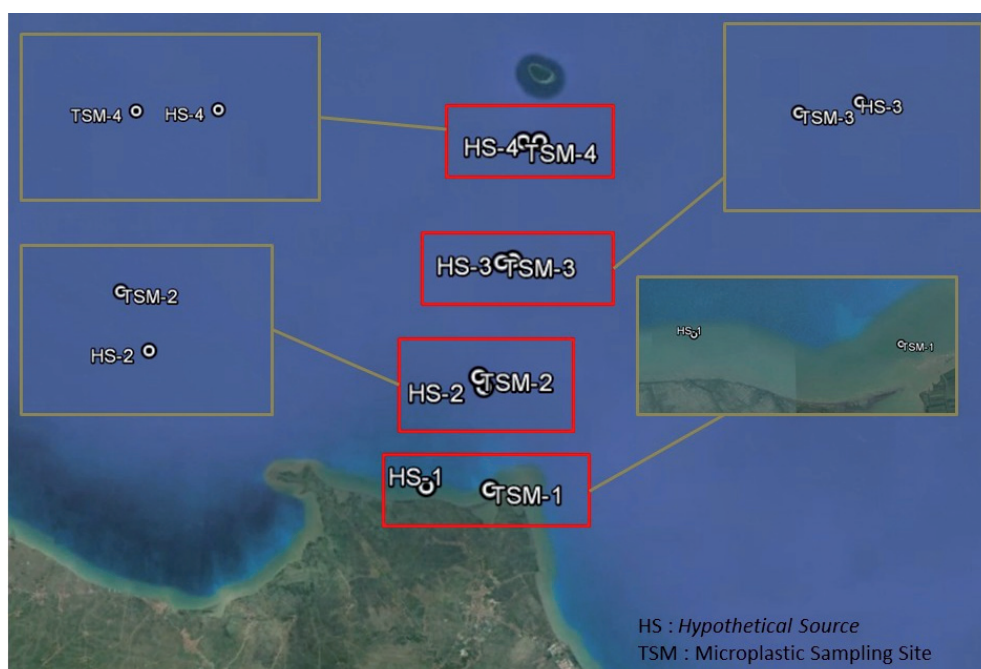 TSM-4 HS-4
TSM-3 HS-3
HS-4 TSM-4
HS-3 TSM-3
TSM-2
HS-2
HS-1 TSM-1
HS-2 TSM-2
HS-1 TSM-1
HS : Hypothetical Source
TSM : Microplastic Sampling Site